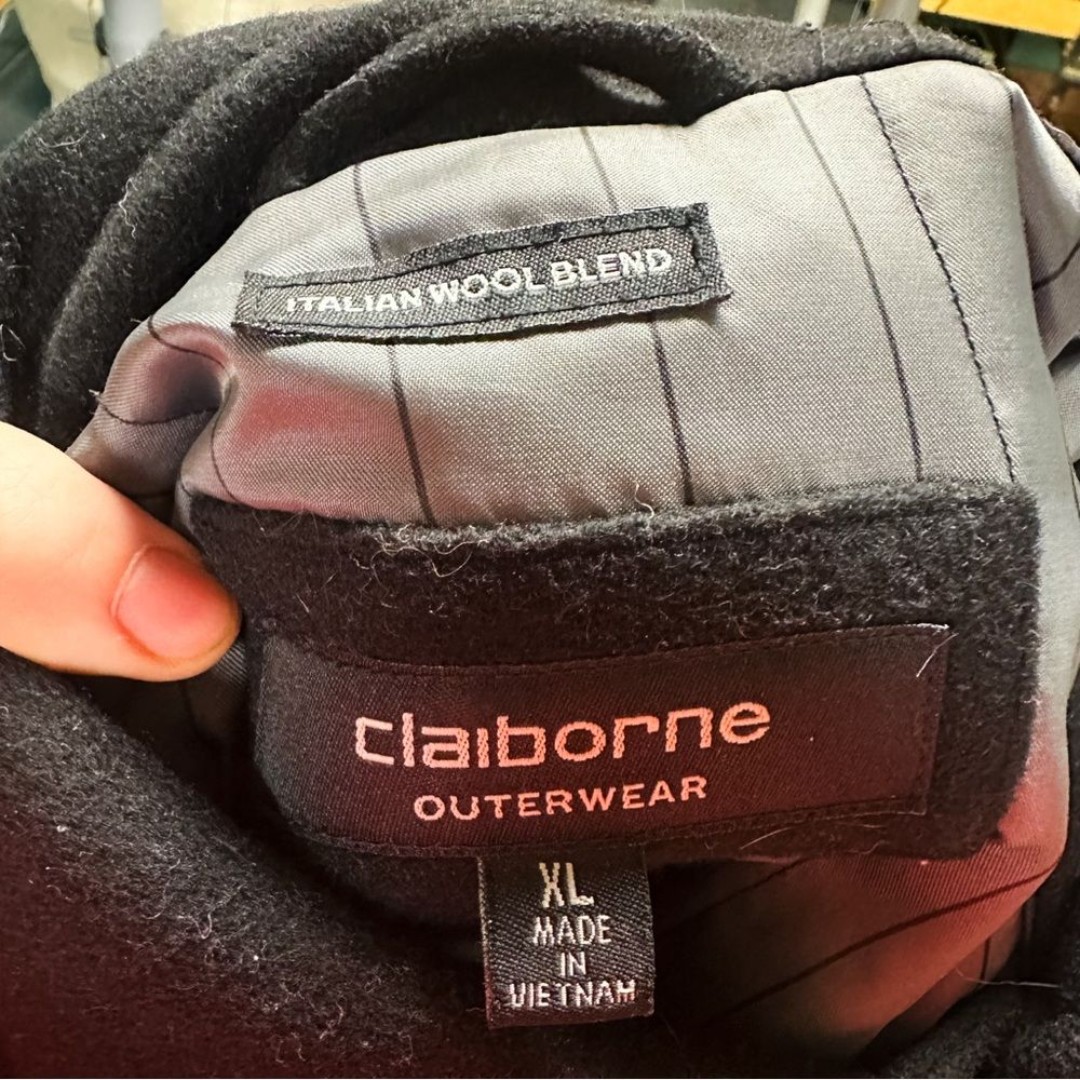 ITALIAN WOOL BLEND
claiborne
OUTERWEAR
XL
MADE
IN
VIETNAM